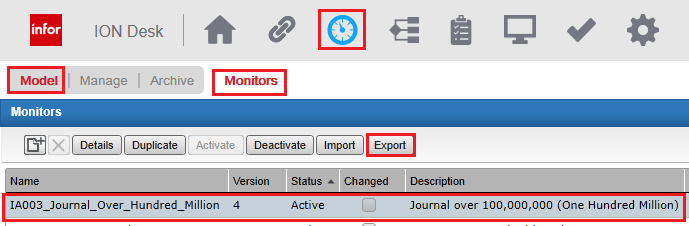 infor ION Desk
Model Manage Archive Monitors
Monitors
Details Duplicate Activate Deactivate Import Export
Name Version Status Changed Description
IA003_Journal_Over_Hundred_Million 4 Active Journal over 100,000,000 (One Hundred Million)